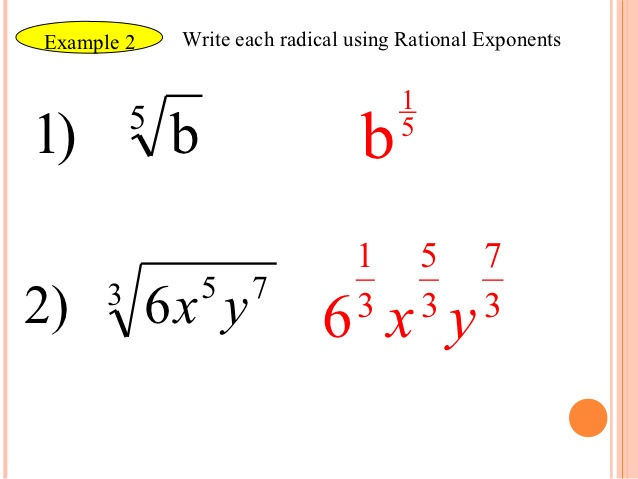 Example 2 Write each radical using Rational Exponents
1) ⁵√b b^(1/5)
2) ³√(6x⁵y⁷) 6^(1/3) x^(5/3) y^(7/3)